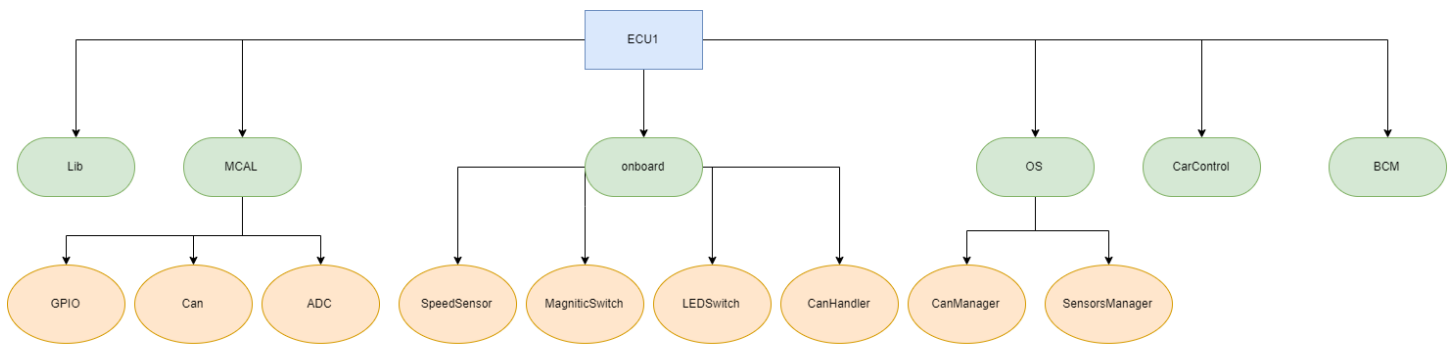 ECU1
Lib
MCAL
onboard
OS
CarControl
BCM
GPIO
Can
ADC
SpeedSensor
MagniticSwitch
LEDSwitch
CanHandler
CanManager
SensorsManager